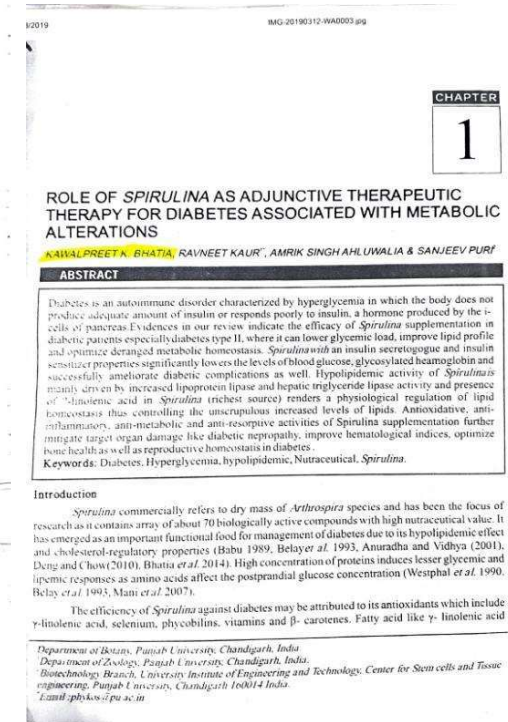 /2019
IMG-20190312-WA0003.jpg
CHAPTER
1
ROLE OF SPIRULINA AS ADJUNCTIVE THERAPEUTIC
THERAPY FOR DIABETES ASSOCIATED WITH METABOLIC
ALTERATIONS
KAWALPREET K. BHATIA, RAVNEET KAUR, AMRIK SINGH AHLUWALIA & SANJEEV PURI
ABSTRACT
Diabetes is an autoimmune disorder characterized by hyperglycemia in which the body does not
produce adequate amount of insulin or responds poorly to insulin, a hormone produced by the i-
cells of pancreas.Evidences in our review indicate the efficacy of Spirulina supplementation in
diabetic patients especiallydiabetes type II, where it can lower glycemic load, improve lipid profile
and optimize deranged metabolic homeostasis. Spirulinawith an insulin secretogogue and insulin
sensitizer properties significantly lowers the levels of blood glucose, glycosylated heamoglobin and
successfully ameliorate diabetic complications as well. Hypolipidemic activity of Spirulinais
mainly driven by increased lipoprotein lipase and hepatic triglyceride lipase activity and presence
of -linolenic acid in Spirulina (richest source) renders a physiological regulation of lipid
homeostasis thus controlling the unscrupulous increased levels of lipids. Antioxidative, anti-
inflammatory, anti-metabolic and anti-resorptive activities of Spirulina supplementation further
mitigate target organ damage like diabetic nepropathy, improve hematological indices, optimize
bone health as well as reproductive homeostatis in diabetes .
Keywords: Diabetes, Hyperglycemia, hypolipidemic, Nutraceutical, Spirulina.
Introduction
Spirulina commercially refers to dry mass of Arthrospira species and has been the focus of
research as it contains array of about 70 biologically active compounds with high nutraceutical value. It
has emerged as an important functional food for management of diabetes due to its hypolipidemic effect
and cholesterol-regulatory properties (Babu 1989, Belayer al. 1993, Anuradha and Vidhya (2001),
Deng and Chow(2010), Bhatia et al. 2014). High concentration of proteins induces lesser glycemic and
lipemic responses as amino acids affect the postprandial glucose concentration (Westphal et al. 1990,
Belay et al. 1993, Mani et al. 2007).
The efficiency of Spirulina against diabetes may be attributed to its antioxidants which include
γ-linolenic acid, selenium, phycobilins, vitamins and β- carotenes. Fatty acid like γ- linolenic acid
Department of Botany, Punjab University, Chandigarh, India
Department of Zoology, Panjab University, Chandigarh, India.
Biotechnology Branch, University Institute of Engineering and Technology, Center for Stem cells and Tissue
engineering, Punjab University, Chandigarh 160014 India.